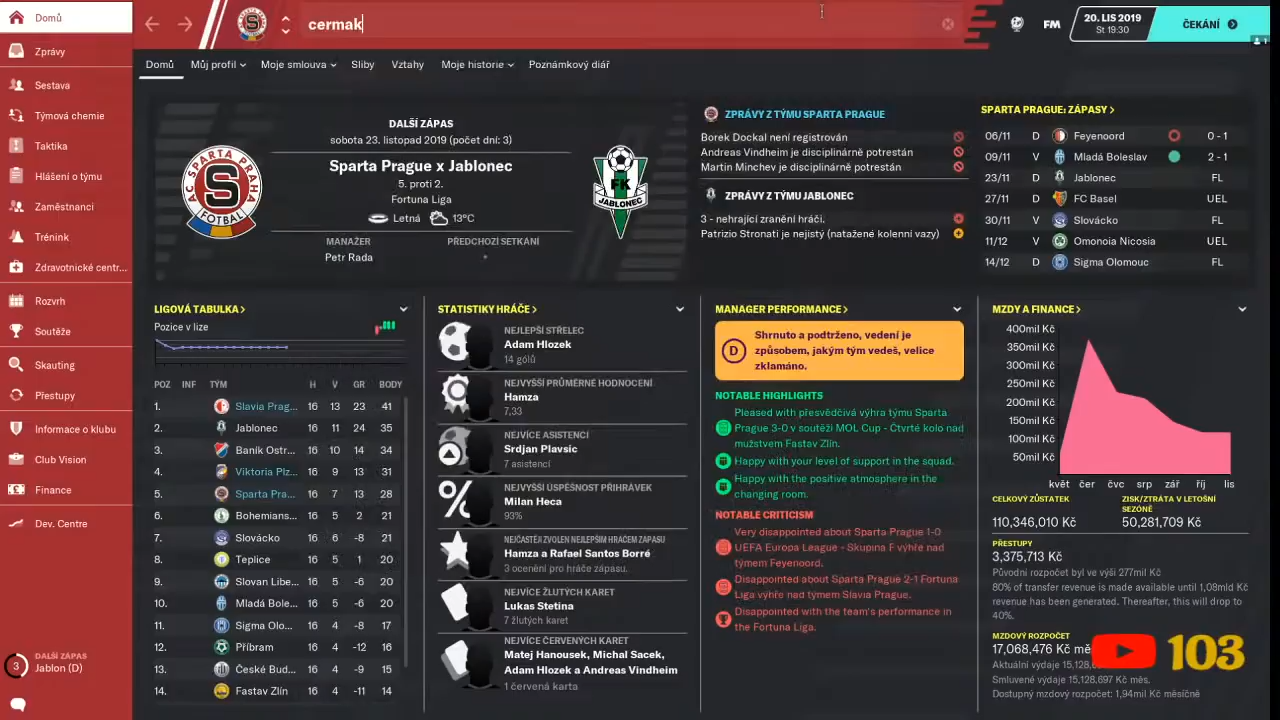 Domů
cermak
FM
20. LIS 2019
St 19:30
ČEKÁNÍ
1
Zprávy
Sestava
Týmová chemie
Taktika
Hlášení o týmu
Zaměstnanci
Trénink
Zdravotnické centr...
Rozvrh
Soutěže
Skauting
Přestupy
Informace o klubu
Club Vision
Finance
Dev. Centre
3
DALŠÍ ZÁPAS
Jablon (D)
Domů
Můj profil
Moje smlouva
Sliby
Vztahy
Moje historie
Poznámkový diář
DALŠÍ ZÁPAS
sobota 23. listopad 2019 (počet dní: 3)
Sparta Prague x Jablonec
5. proti 2.
Fortuna Liga
Letná
13°C
MANAŽER
Petr Rada
PŘEDCHOZÍ SETKÁNÍ
-
AC SPARTA PRAHA
FOTBAL
FK
JABLONEC
ZPRÁVY Z TÝMU SPARTA PRAGUE
Borek Dockal není registrován
Andreas Vindheim je disciplinárně potrestán
Martin Minchev je disciplinárně potrestán
ZPRÁVY Z TÝMU JABLONEC
3 - nehrající zranění hráči.
Patrizio Stronati je nejistý (natažené kolenní vazy)
SPARTA PRAGUE: ZÁPASY
06/11 D Feyenoord 0 - 1
09/11 V Mladá Boleslav 2 - 1
23/11 D Jablonec FL
27/11 D FC Basel UEL
30/11 V Slovácko FL
11/12 V Omonoia Nicosia UEL
14/12 D Sigma Olomouc FL
LIGOVÁ TABULKA
Pozice v lize
POZ INF TÝM H V GR BODY
1. Slavia Prag... 16 13 23 41
2. Jablonec 16 11 24 35
3. Baník Ostr... 16 10 14 34
4. Viktoria Plz... 16 9 13 31
5. Sparta Pra... 16 7 13 28
6. Bohemians... 16 5 2 21
7. Slovácko 16 6 -8 21
8. Teplice 16 5 1 20
9. Slovan Libe... 16 5 -6 20
10. Mladá Bole... 16 5 -6 20
11. Sigma Olo... 16 4 -8 17
12. Příbram 16 4 -12 16
13. České Bud... 16 4 -9 15
14. Fastav Zlín 16 4 -11 14
STATISTIKY HRÁČE
NEJLEPŠÍ STŘELEC
Adam Hlozek
14 gólů
NEJVYŠŠÍ PRŮMĚRNÉ HODNOCENÍ
Hamza
7,33
NEJVÍCE ASISTENCÍ
Srdjan Plavsic
7 asistencí
NEJVYŠŠÍ ÚSPĚŠNOST PŘIHRÁVEK
Milan Heca
93%
NEJČASTĚJI ZVOLEN NEJLEPŠÍM HRÁČEM ZÁPASU
Hamza a Rafael Santos Borré
3 ocenění pro hráče zápasu.
NEJVÍCE ŽLUTÝCH KARET
Lukas Stetina
7 žlutých karet
NEJVÍCE ČERVENÝCH KARET
Matej Hanousek, Michal Sacek,
Adam Hlozek a Andreas Vindheim
1 červená karta
MANAGER PERFORMANCE
D
Shrnuto a podtrženo, vedení je
způsobem, jakým tým vedeš, velice
zklamáno.
NOTABLE HIGHLIGHTS
Pleased with přesvědčivá výhra týmu Sparta
Prague 3-0 v soutěži MOL Cup - Čtvrté kolo nad
mužstvem Fastav Zlín.
Happy with your level of support in the squad.
Happy with the positive atmosphere in the
changing room.
NOTABLE CRITICISM
Very disappointed about Sparta Prague 1-0
UEFA Europa League - Skupina F výhře nad
týmem Feyenoord.
Disappointed about Sparta Prague 2-1 Fortuna
Liga výhře nad týmem Slavia Prague.
Disappointed with the team's performance in
the Fortuna Liga.
MZDY A FINANCE
400mil Kč
350mil Kč
300mil Kč
250mil Kč
200mil Kč
150mil Kč
100mil Kč
50mil Kč
květ čer čvc srp zář říj lis
CELKOVÝ ZŮSTATEK
110,346,010 Kč
ZISK/ZTRÁTA V LETOŠNÍ
SEZÓNĚ
50,281,709 Kč
PŘESTUPY
3,375,713 Kč
Původní rozpočet byl ve výši 277mil Kč
80% of transfer revenue is made available until 1,08mld Kč
revenue has been generated. Thereafter, this will drop to
40%.
MZDOVÝ ROZPOČET
17,068,476 Kč mě
Aktuální výdaje 15,128,6
Smluvené výdaje 15,128,697 Kč měs.
Dostupný mzdový rozpočet: 1,94mil Kč měsíčně
103